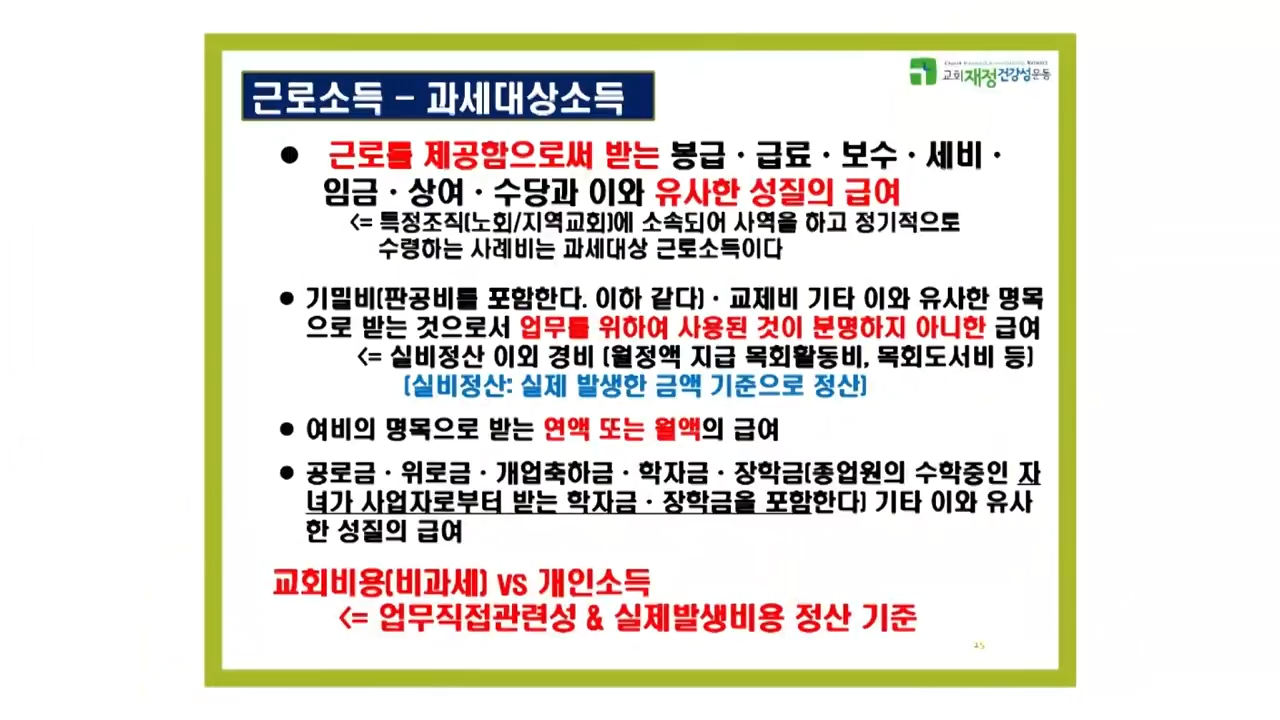 교회재정건강성운동
근로소득 – 과세대상소득
● 근로를 제공함으로써 받는 봉급 · 급료 · 보수 · 세비 ·
임금 · 상여 · 수당과 이와 유사한 성질의 급여
<= 특정조직(노회/지역교회)에 소속되어 사역을 하고 정기적으로
수령하는 사례비는 과세대상 근로소득이다
● 기밀비(판공비를 포함한다. 이하 같다) · 교제비 기타 이와 유사한 명목
으로 받는 것으로서 업무를 위하여 사용된 것이 분명하지 아니한 급여
<= 실비정산 이외 경비 (월정액 지급 목회활동비, 목회도서비 등)
(실비정산: 실제 발생한 금액 기준으로 정산)
● 여비의 명목으로 받는 연액 또는 월액의 급여
● 공로금 · 위로금 · 개업축하금 · 학자금 · 장학금(종업원의 수학중인 자
녀가 사업자로부터 받는 학자금 · 장학금을 포함한다) 기타 이와 유사
한 성질의 급여
교회비용(비과세) vs 개인소득
<= 업무직접관련성 & 실제발생비용 정산 기준
15